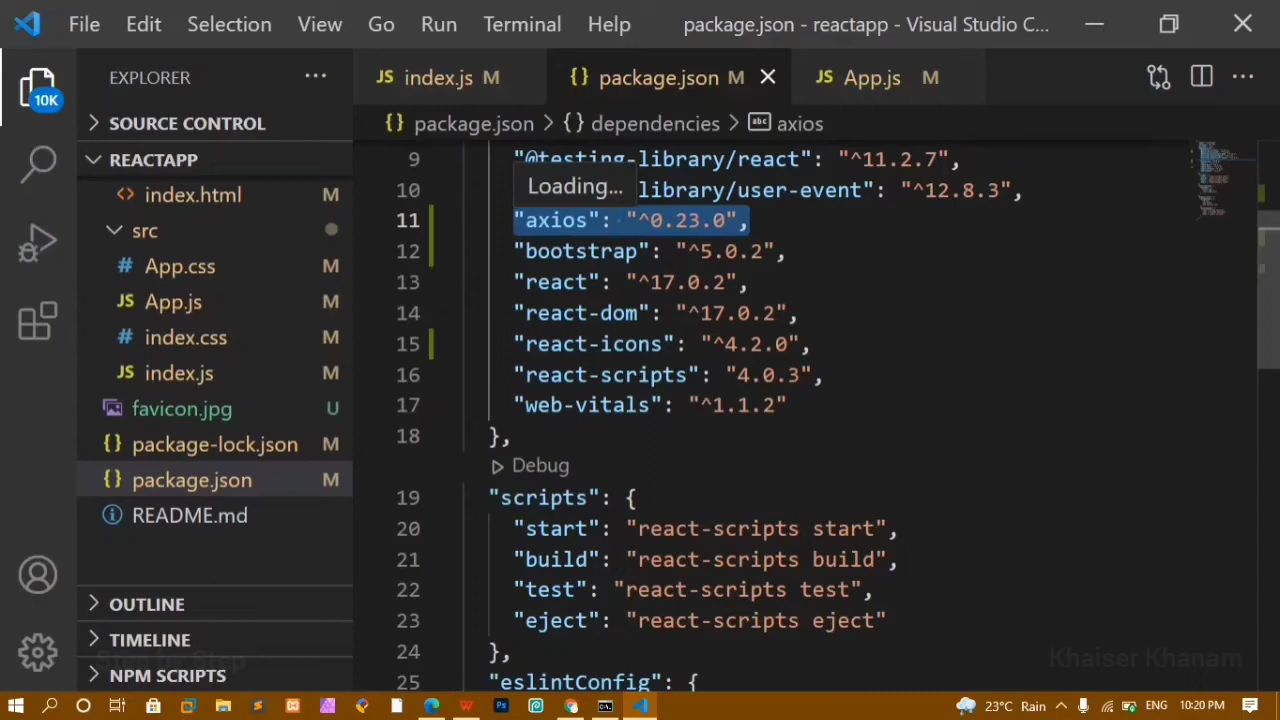 File Edit Selection View Go Run Terminal Help package.json - reactapp - Visual Studio C...
10K
EXPLORER
SOURCE CONTROL
REACTAPP
index.html M
src
App.css M
App.js M
index.css M
index.js M
favicon.jpg U
package-lock.json M
package.json M
README.md
OUTLINE
TIMELINE
NPM SCRIPTS
Step by Step
index.js M package.json M App.js M
package.json > {} dependencies > abc axios
9 "@testing-library/react": "^11.2.7",
Loading...
10 library/user-event": "^12.8.3",
11 "axios": "^0.23.0",
12 "bootstrap": "^5.0.2",
13 "react": "^17.0.2",
14 "react-dom": "^17.0.2",
15 "react-icons": "^4.2.0",
16 "react-scripts": "4.0.3",
17 "web-vitals": "^1.1.2"
18 },
Debug
19 "scripts": {
20 "start": "react-scripts start",
21 "build": "react-scripts build",
22 "test": "react-scripts test",
23 "eject": "react-scripts eject"
24 },
25 "eslintConfig": {
Khaiser Khanam
23°C Rain ENG 10:20 PM